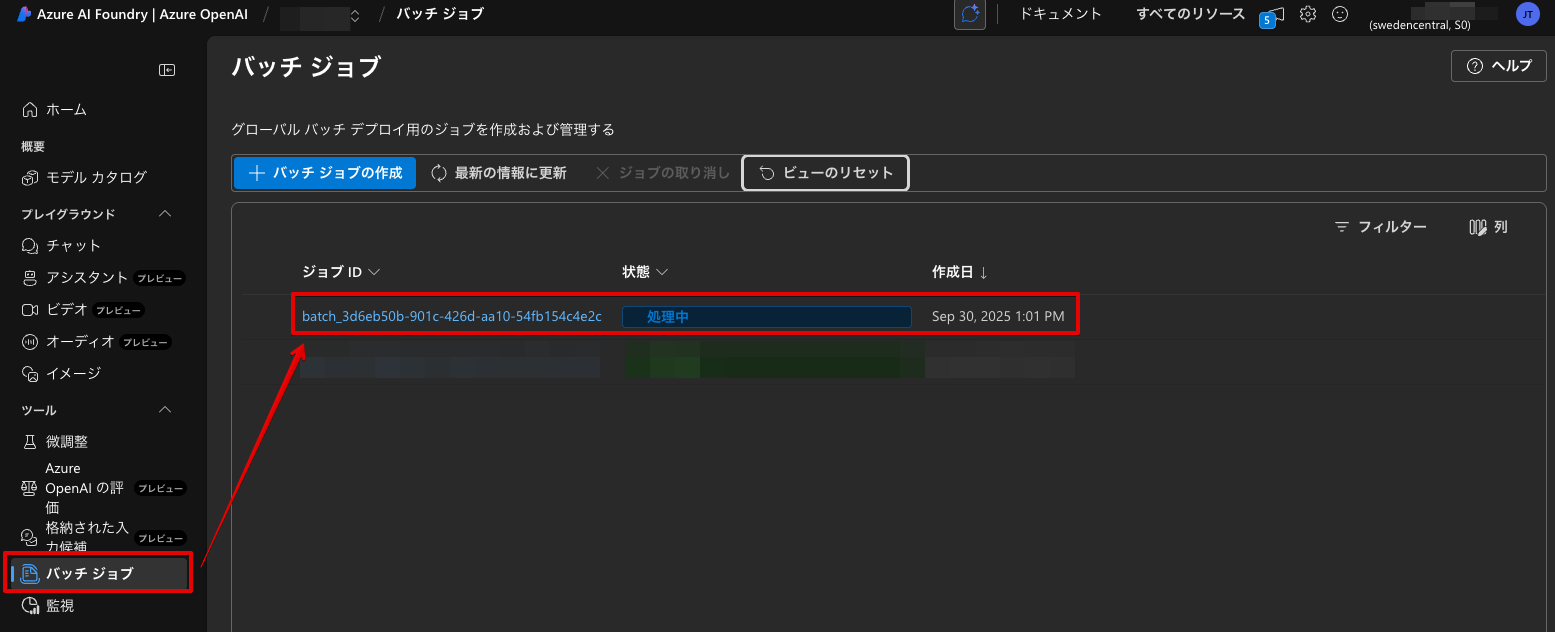 Azure AI Foundry | Azure OpenAI / / バッチ ジョブ
ドキュメント すべてのリソース 5 (swedencentral, S0) JT
ホーム
概要
モデル カタログ
プレイグラウンド
チャット
アシスタント プレビュー
ビデオ プレビュー
オーディオ プレビュー
イメージ
ツール
微調整
Azure
OpenAI の評 プレビュー
価
格納された入
力候補 プレビュー
バッチ ジョブ
監視
バッチ ジョブ
ヘルプ
グローバル バッチ デプロイ用のジョブを作成および管理する
バッチ ジョブの作成 最新の情報に更新 ジョブの取り消し ビューのリセット
フィルター 列
ジョブ ID 状態 作成日 ↓
batch_3d6eb50b-901c-426d-aa10-54fb154c4e2c 処理中 Sep 30, 2025 1:01 PM